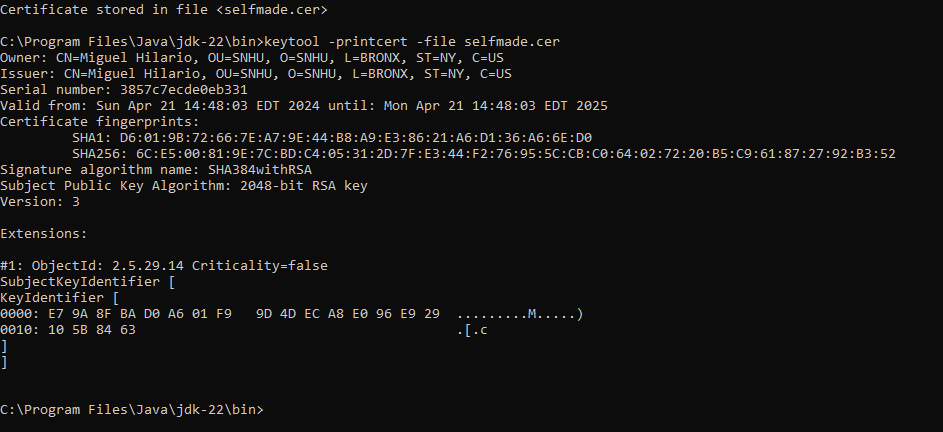 Certificate stored in file <selfmade.cer>
C:\Program Files\Java\jdk-22\bin>keytool -printcert -file selfmade.cer
Owner: CN=Miguel Hilario, OU=SNHU, O=SNHU, L=BRONX, ST=NY, C=US
Issuer: CN=Miguel Hilario, OU=SNHU, O=SNHU, L=BRONX, ST=NY, C=US
Serial number: 3857c7ecde0eb331
Valid from: Sun Apr 21 14:48:03 EDT 2024 until: Mon Apr 21 14:48:03 EDT 2025
Certificate fingerprints:
SHA1: D6:01:9B:72:66:7E:A7:9E:44:B8:A9:E3:86:21:A6:D1:36:A6:6E:D0
SHA256: 6C:E5:00:81:9E:7C:BD:C4:05:31:2D:7F:E3:44:F2:76:95:5C:CB:C0:64:02:72:20:B5:C9:61:87:27:92:B3:52
Signature algorithm name: SHA384withRSA
Subject Public Key Algorithm: 2048-bit RSA key
Version: 3
Extensions:
#1: ObjectId: 2.5.29.14 Criticality=false
SubjectKeyIdentifier [
KeyIdentifier [
0000: E7 9A 8F BA D0 A6 01 F9   9D 4D EC A8 E0 96 E9 29  .........M.....)
0010: 10 5B 84 63                                        .[.c
]
]
C:\Program Files\Java\jdk-22\bin>